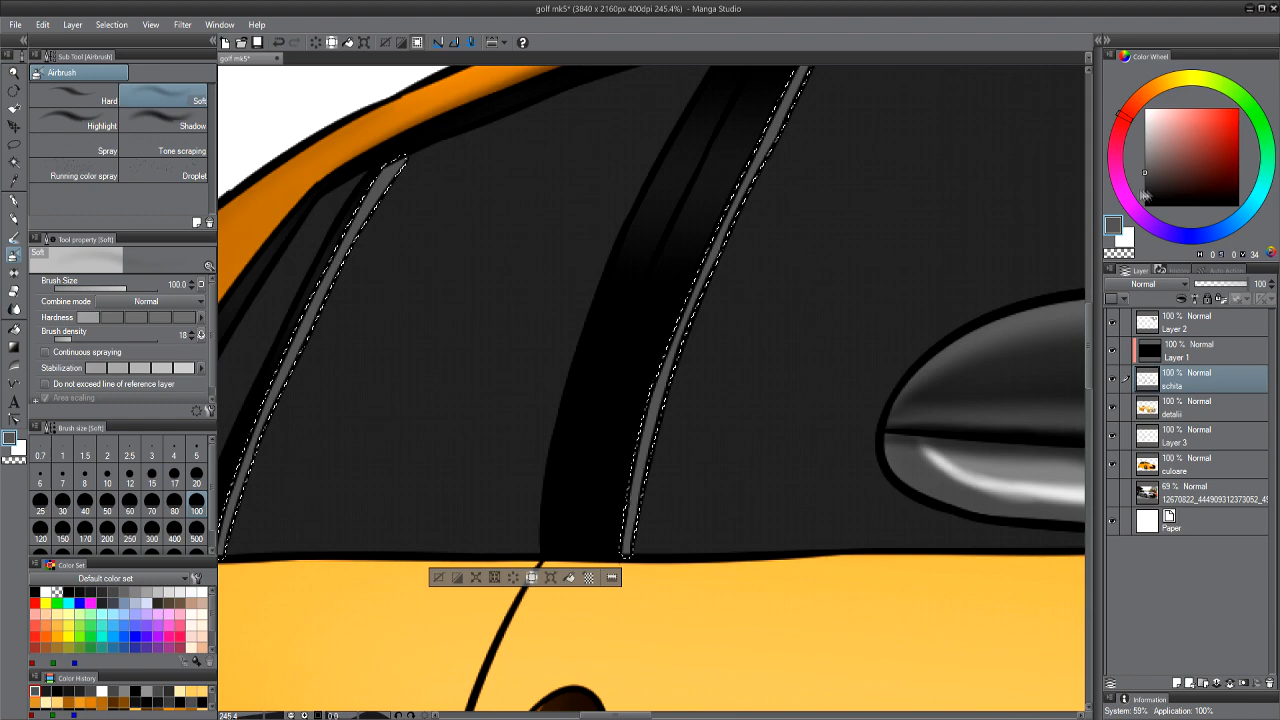 golf mk5* (3840 x 2160px 400dpi 245.4%) - Manga Studio
File Edit Layer Selection View Filter Window Help
golf mk5*
Sub Tool (Airbrush)
Airbrush
Hard Soft
Highlight Shadow
Spray Tone scraping
Running color spray Droplet
Tool property (Soft)
Soft
Brush Size 100.0
Combine mode Normal
Hardness
Brush density 18
Continuous spraying
Stabilization
Do not exceed line of reference layer
Area scaling
Brush size (Soft)
0.7 1 1.5 2 2.5 3 4 5
6 7 8 10 12 15 17 20
25 30 40 50 60 70 80 100
120 150 170 200 250 300 400 500
Color Set
Default color set
Color History
245.4 0.0
Color Wheel
H 0 S 0 V 34
Layer History Auto Action
Normal 100
100 % Normal
Layer 2
100 % Normal
Layer 1
100 % Normal
schita
100 % Normal
detalii
100 % Normal
Layer 3
100 % Normal
culoare
69 % Normal
12670822_444909312373052_45
Paper
Information
System: 59% Application: 100%